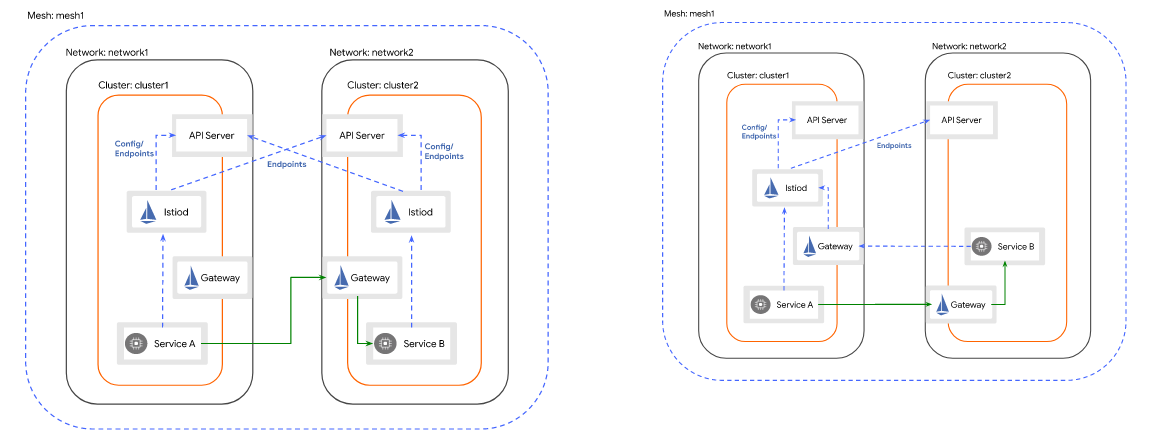 Mesh: mesh1
Network: network1
Network: network2
Cluster: cluster1
Cluster: cluster2
API Server
API Server
Config/
Endpoints
Endpoints
Config/
Endpoints
Istiod
Istiod
Gateway
Gateway
Service A
Service B
Mesh: mesh1
Network: network1
Network: network2
Cluster: cluster1
Cluster: cluster2
API Server
API Server
Config/
Endpoints
Endpoints
Istiod
Gateway
Service B
Service A
Gateway